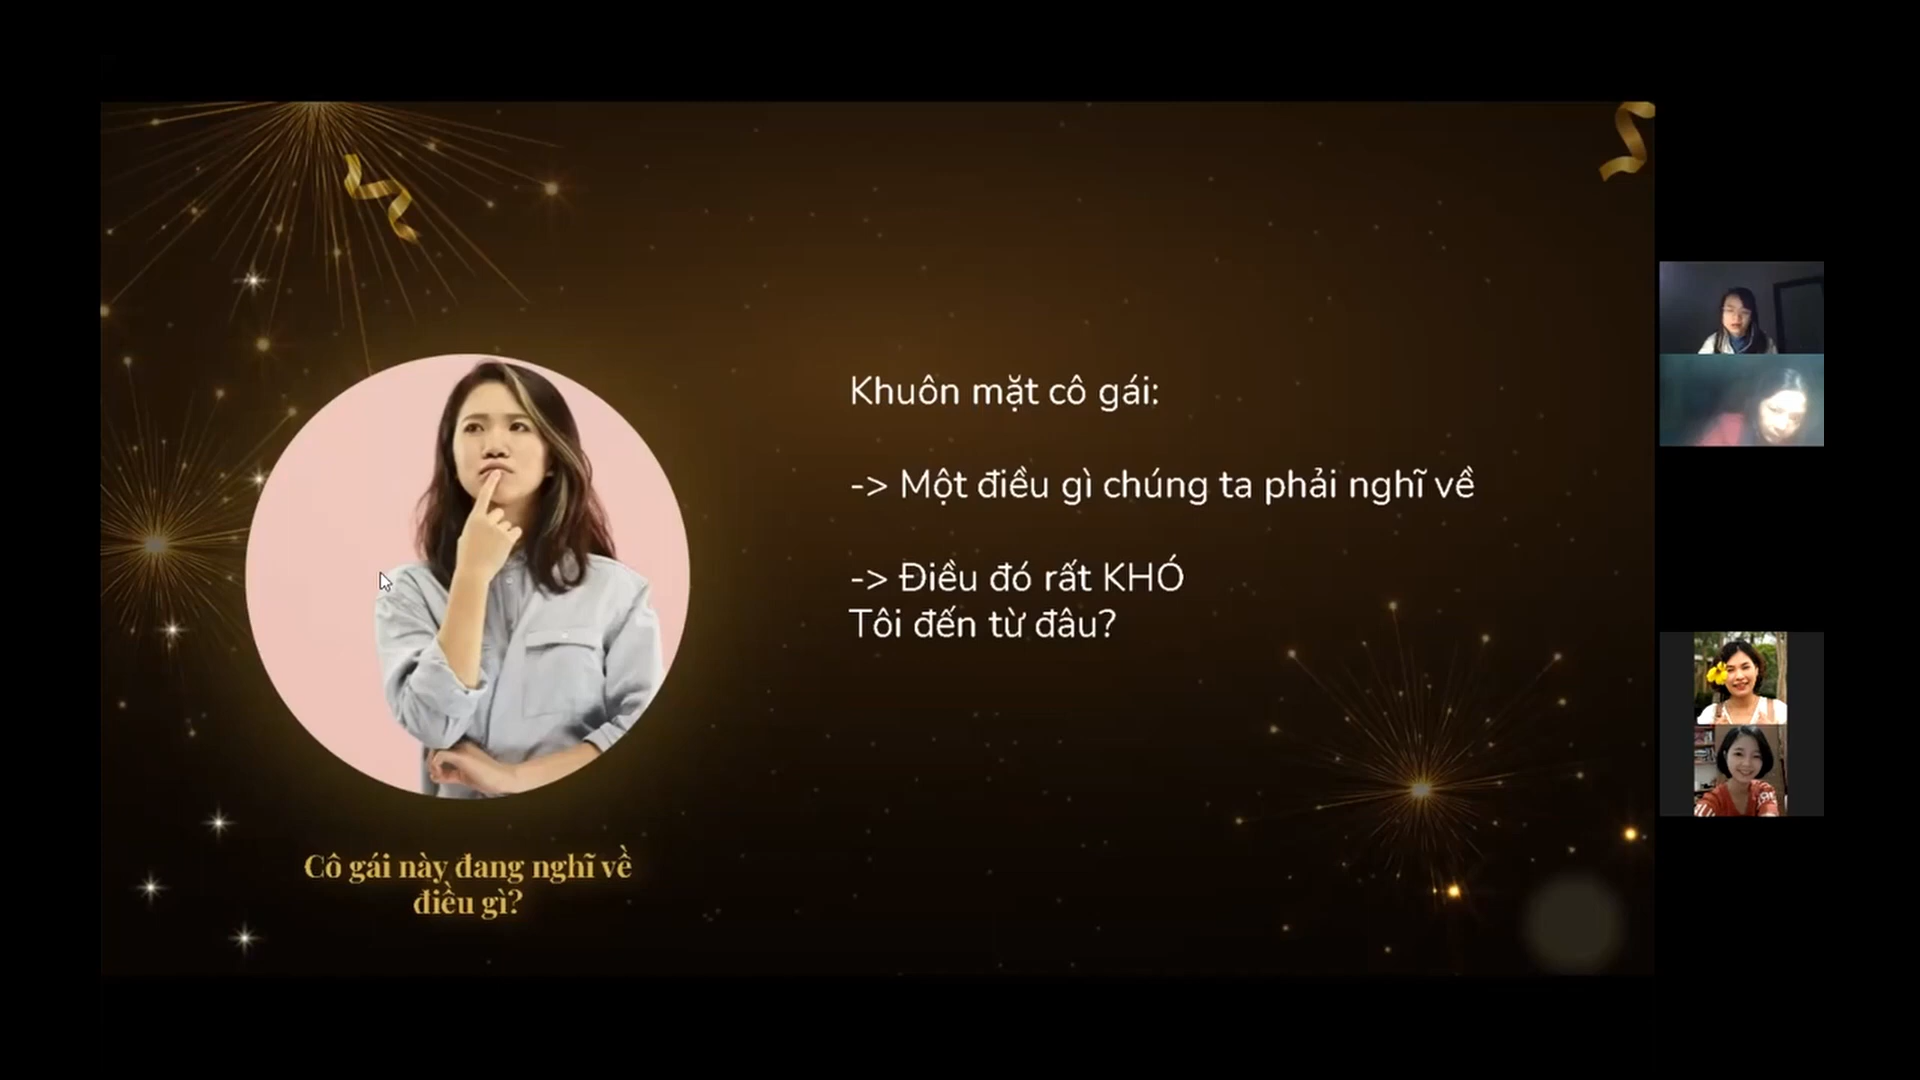 Khuôn mặt cô gái:
-> Một điều gì chúng ta phải nghĩ về
-> Điều đó rất KHÓ
Tôi đến từ đâu?
Cô gái này đang nghĩ về
điều gì?